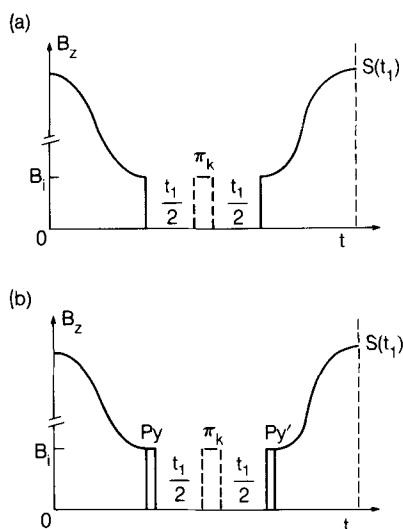 (a)
B_z
S(t_1)
π_k
B_i
t_1/2
t_1/2
0
t
(b)
B_z
S(t_1)
Py
π_k
Py'
B_i
t_1/2
t_1/2
0
t